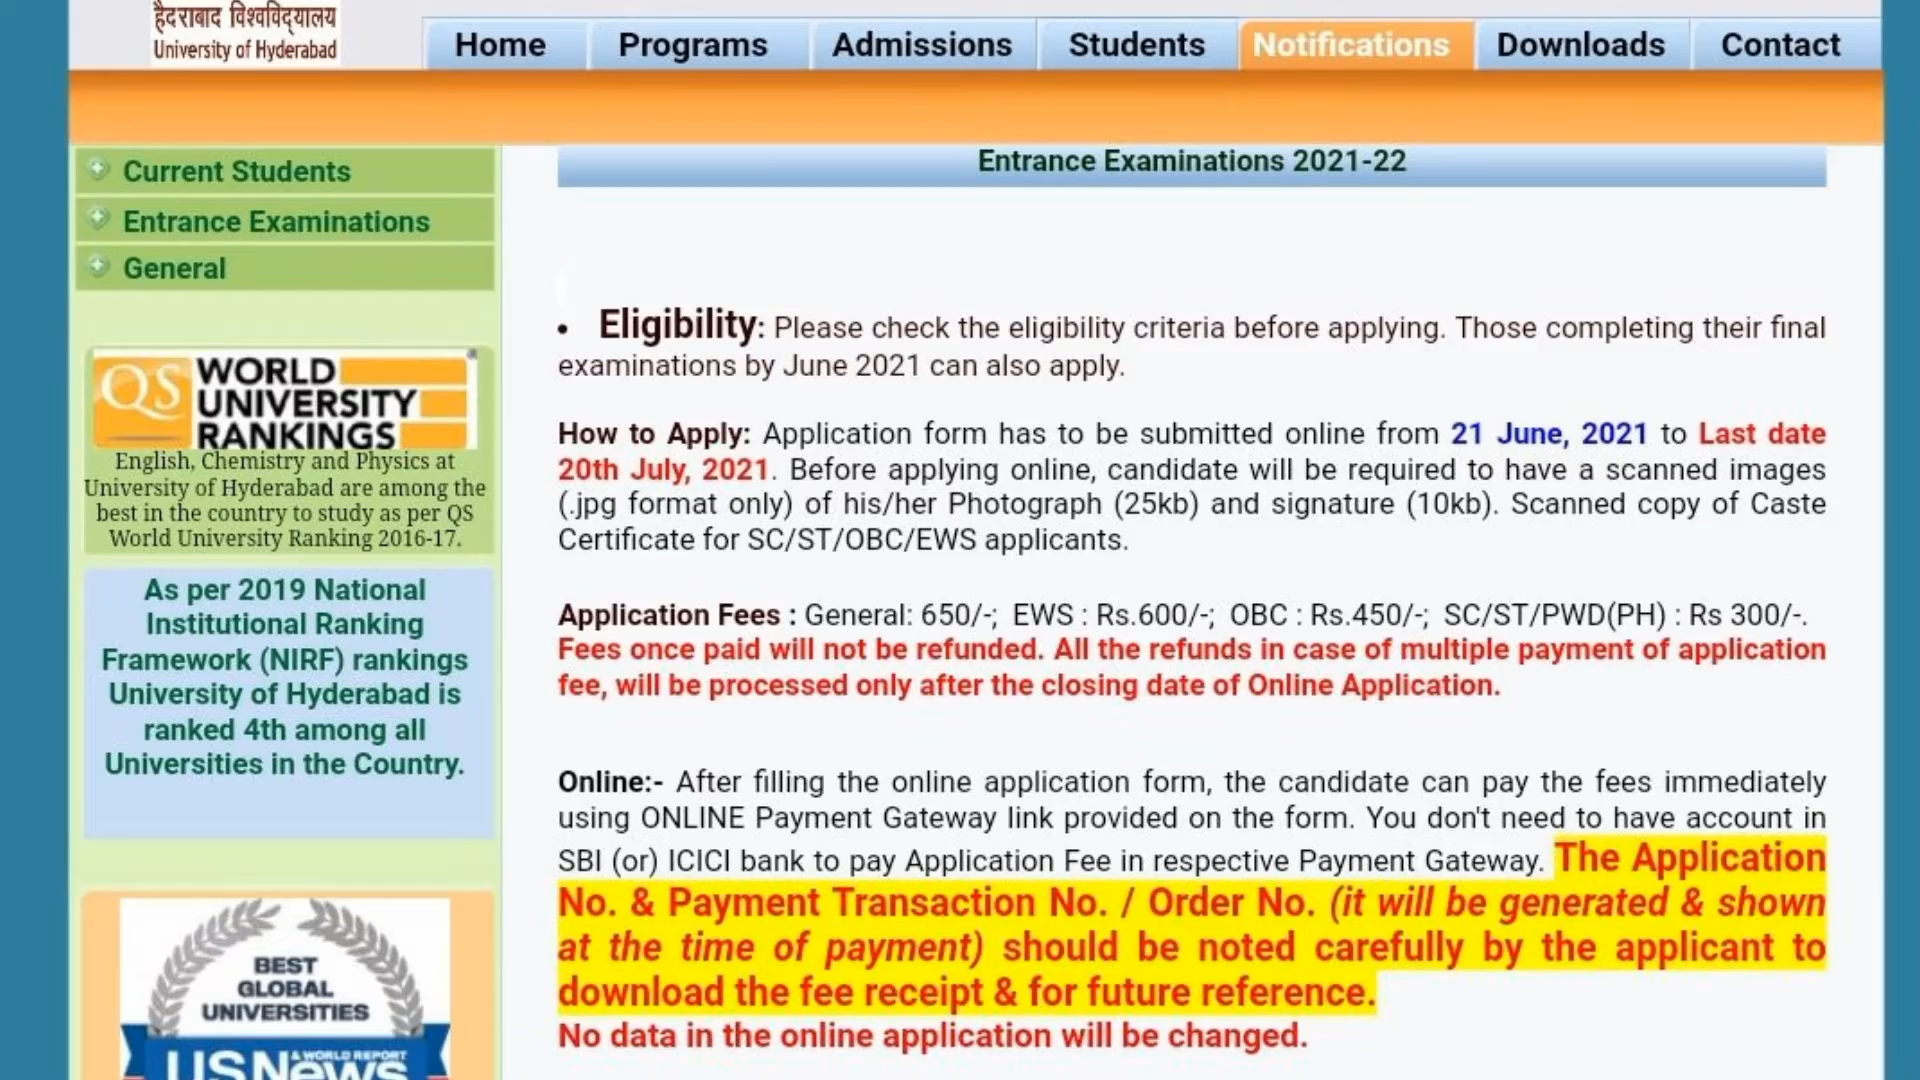 हैदराबाद विश्वविद्यालय
University of Hyderabad
Home Programs Admissions Students Notifications Downloads Contact
Current Students
Entrance Examinations
General
QS WORLD
UNIVERSITY
RANKINGS
English, Chemistry and Physics at
University of Hyderabad are among the
best in the country to study as per QS
World University Ranking 2016-17.
As per 2019 National
Institutional Ranking
Framework (NIRF) rankings
University of Hyderabad is
ranked 4th among all
Universities in the Country.
BEST
GLOBAL
UNIVERSITIES
US News & WORLD REPORT
Entrance Examinations 2021-22
• Eligibility: Please check the eligibility criteria before applying. Those completing their final
examinations by June 2021 can also apply.
How to Apply: Application form has to be submitted online from 21 June, 2021 to Last date
20th July, 2021. Before applying online, candidate will be required to have a scanned images
(.jpg format only) of his/her Photograph (25kb) and signature (10kb). Scanned copy of Caste
Certificate for SC/ST/OBC/EWS applicants.
Application Fees : General: 650/-; EWS : Rs.600/-; OBC : Rs.450/-; SC/ST/PWD(PH) : Rs 300/-.
Fees once paid will not be refunded. All the refunds in case of multiple payment of application
fee, will be processed only after the closing date of Online Application.
Online:- After filling the online application form, the candidate can pay the fees immediately
using ONLINE Payment Gateway link provided on the form. You don't need to have account in
SBI (or) ICICI bank to pay Application Fee in respective Payment Gateway. The Application
No. & Payment Transaction No. / Order No. (it will be generated & shown
at the time of payment) should be noted carefully by the applicant to
download the fee receipt & for future reference.
No data in the online application will be changed.